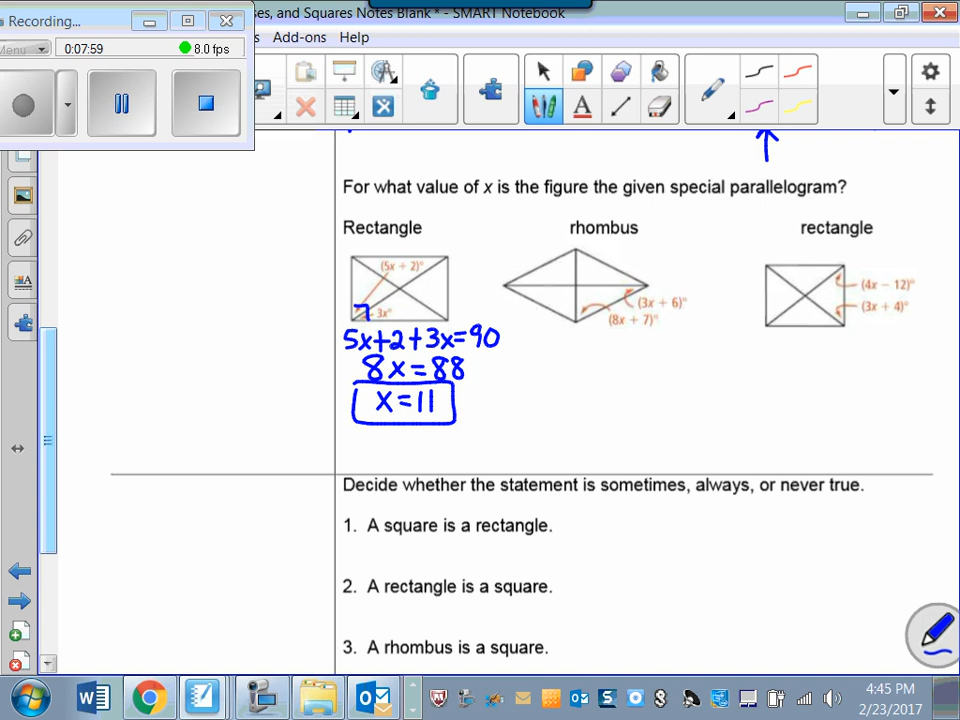 ses, and Squares Notes Blank * - SMART Notebook
Recording...
Menu
0:07:59
8.0 fps
s Add-ons Help
For what value of x is the figure the given special parallelogram?
Rectangle rhombus rectangle
(5x + 2)°
3x°
(3x + 6)°
(8x + 7)°
(4x − 12)°
(3x + 4)°
5x+2+3x=90
8x=88
x=11
Decide whether the statement is sometimes, always, or never true.
1. A square is a rectangle.
2. A rectangle is a square.
3. A rhombus is a square.
4:45 PM
2/23/2017